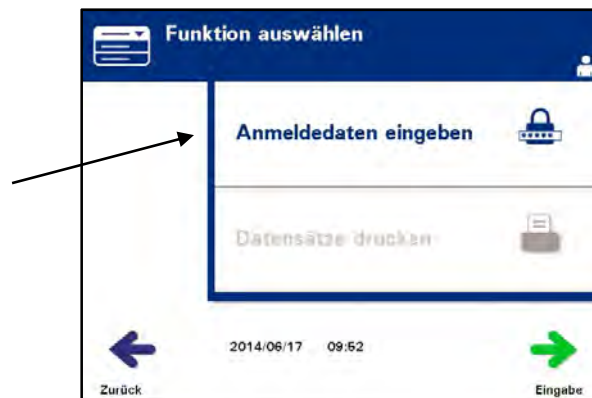 Funktion auswählen
Anmeldedaten eingeben
Datensätze drucken
2014/06/17 09:52
Zurück
Eingabe